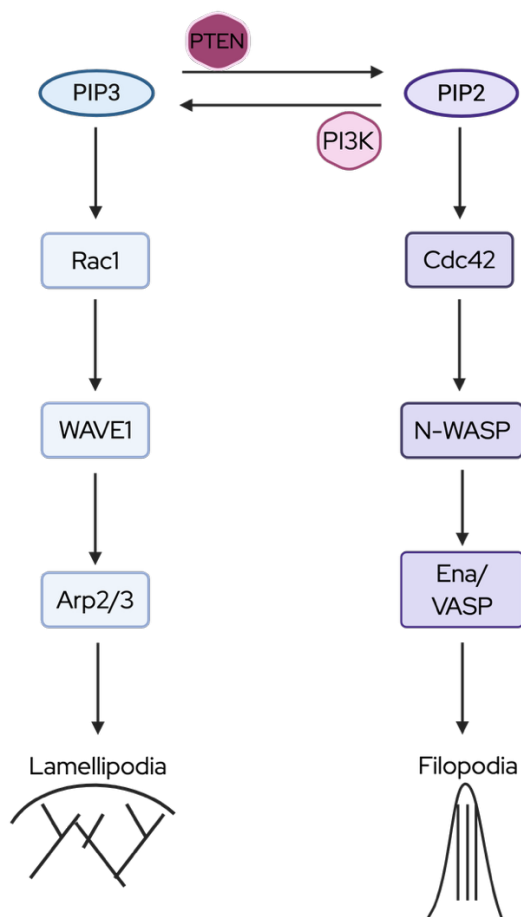 PTEN
PIP3
PIP2
PI3K
Rac1
Cdc42
WAVE1
N-WASP
Arp2/3
Ena/
VASP
Lamellipodia
Filopodia